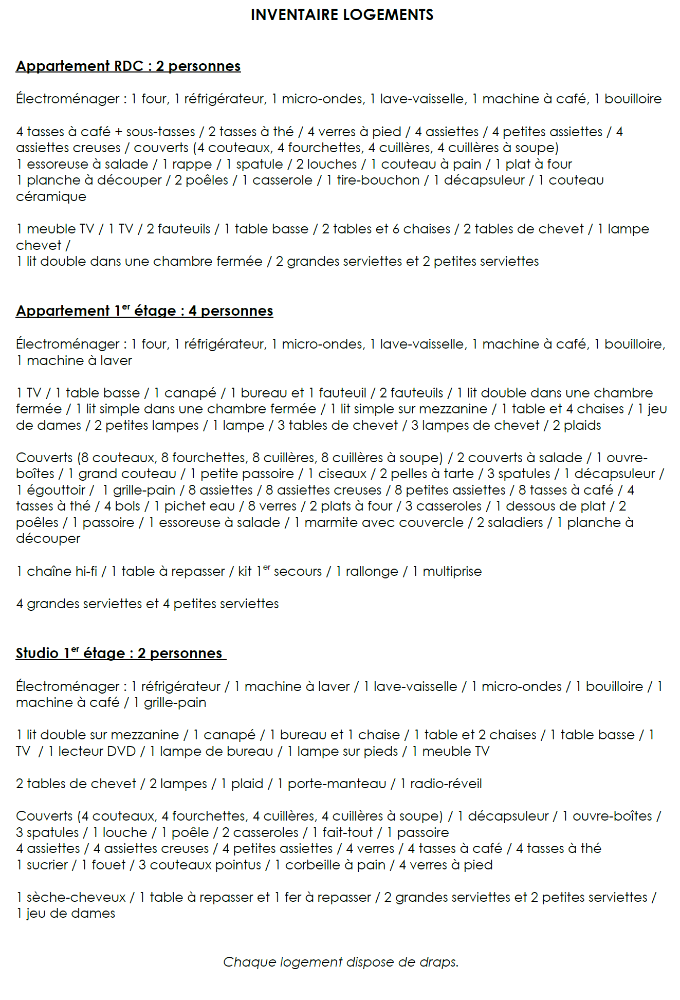 INVENTAIRE LOGEMENTS
Appartement RDC : 2 personnes
Électroménager : 1 four, 1 réfrigérateur, 1 micro-ondes, 1 lave-vaisselle, 1 machine à café, 1 bouilloire
4 tasses à café + sous-tasses / 2 tasses à thé / 4 verres à pied / 4 assiettes / 4 petites assiettes / 4
assiettes creuses / couverts (4 couteaux, 4 fourchettes, 4 cuillères, 4 cuillères à soupe)
1 essoreuse à salade / 1 rappe / 1 spatule / 2 louches / 1 couteau à pain / 1 plat à four
1 planche à découper / 2 poêles / 1 casserole / 1 tire-bouchon / 1 décapsuleur / 1 couteau
céramique
1 meuble TV / 1 TV / 2 fauteuils / 1 table basse / 2 tables et 6 chaises / 2 tables de chevet / 1 lampe
chevet /
1 lit double dans une chambre fermée / 2 grandes serviettes et 2 petites serviettes
Appartement 1er étage : 4 personnes
Électroménager : 1 four, 1 réfrigérateur, 1 micro-ondes, 1 lave-vaisselle, 1 machine à café, 1 bouilloire,
1 machine à laver
1 TV / 1 table basse / 1 canapé / 1 bureau et 1 fauteuil / 2 fauteuils / 1 lit double dans une chambre
fermée / 1 lit simple dans une chambre fermée / 1 lit simple sur mezzanine / 1 table et 4 chaises / 1 jeu
de dames / 2 petites lampes / 1 lampe / 3 tables de chevet / 3 lampes de chevet / 2 plaids
Couverts (8 couteaux, 8 fourchettes, 8 cuillères, 8 cuillères à soupe) / 2 couverts à salade / 1 ouvre-
boîtes / 1 grand couteau / 1 petite passoire / 1 ciseaux / 2 pelles à tarte / 3 spatules / 1 décapsuleur /
1 égouttoir /  1 grille-pain / 8 assiettes / 8 assiettes creuses / 8 petites assiettes / 8 tasses à café / 4
tasses à thé / 4 bols / 1 pichet eau / 8 verres / 2 plats à four / 3 casseroles / 1 dessous de plat / 2
poêles / 1 passoire / 1 essoreuse à salade / 1 marmite avec couvercle / 2 saladiers / 1 planche à
découper
1 chaîne hi-fi / 1 table à repasser / kit 1er secours / 1 rallonge / 1 multiprise
4 grandes serviettes et 4 petites serviettes
Studio 1er étage : 2 personnes
Électroménager : 1 réfrigérateur / 1 machine à laver / 1 lave-vaisselle / 1 micro-ondes / 1 bouilloire / 1
machine à café / 1 grille-pain
1 lit double sur mezzanine / 1 canapé / 1 bureau et 1 chaise / 1 table et 2 chaises / 1 table basse / 1
TV  / 1 lecteur DVD / 1 lampe de bureau / 1 lampe sur pieds / 1 meuble TV
2 tables de chevet / 2 lampes / 1 plaid / 1 porte-manteau / 1 radio-réveil
Couverts (4 couteaux, 4 fourchettes, 4 cuillères, 4 cuillères à soupe) / 1 décapsuleur / 1 ouvre-boîtes /
3 spatules / 1 louche / 1 poêle / 2 casseroles / 1 fait-tout / 1 passoire
4 assiettes / 4 assiettes creuses / 4 petites assiettes / 4 verres / 4 tasses à café / 4 tasses à thé
1 sucrier / 1 fouet / 3 couteaux pointus / 1 corbeille à pain / 4 verres à pied
1 sèche-cheveux / 1 table à repasser et 1 fer à repasser / 2 grandes serviettes et 2 petites serviettes /
1 jeu de dames
Chaque logement dispose de draps.